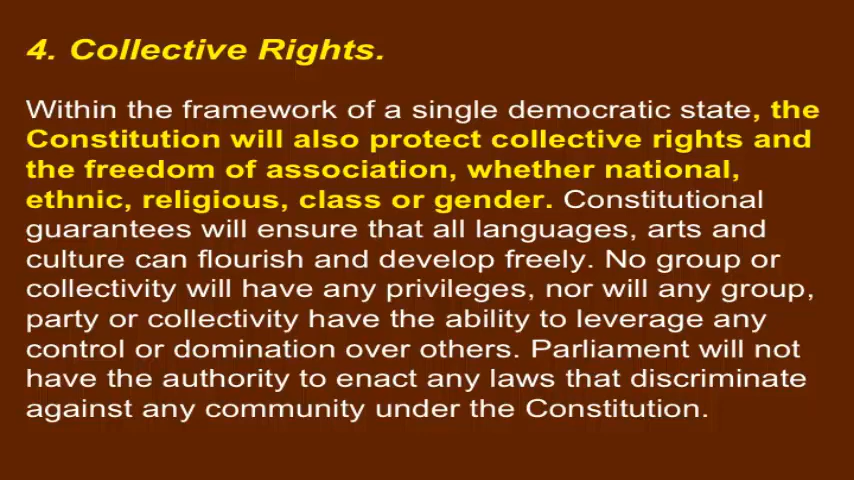 4. Collective Rights.
Within the framework of a single democratic state, the
Constitution will also protect collective rights and
the freedom of association, whether national,
ethnic, religious, class or gender. Constitutional
guarantees will ensure that all languages, arts and
culture can flourish and develop freely. No group or
collectivity will have any privileges, nor will any group,
party or collectivity have the ability to leverage any
control or domination over others. Parliament will not
have the authority to enact any laws that discriminate
against any community under the Constitution.